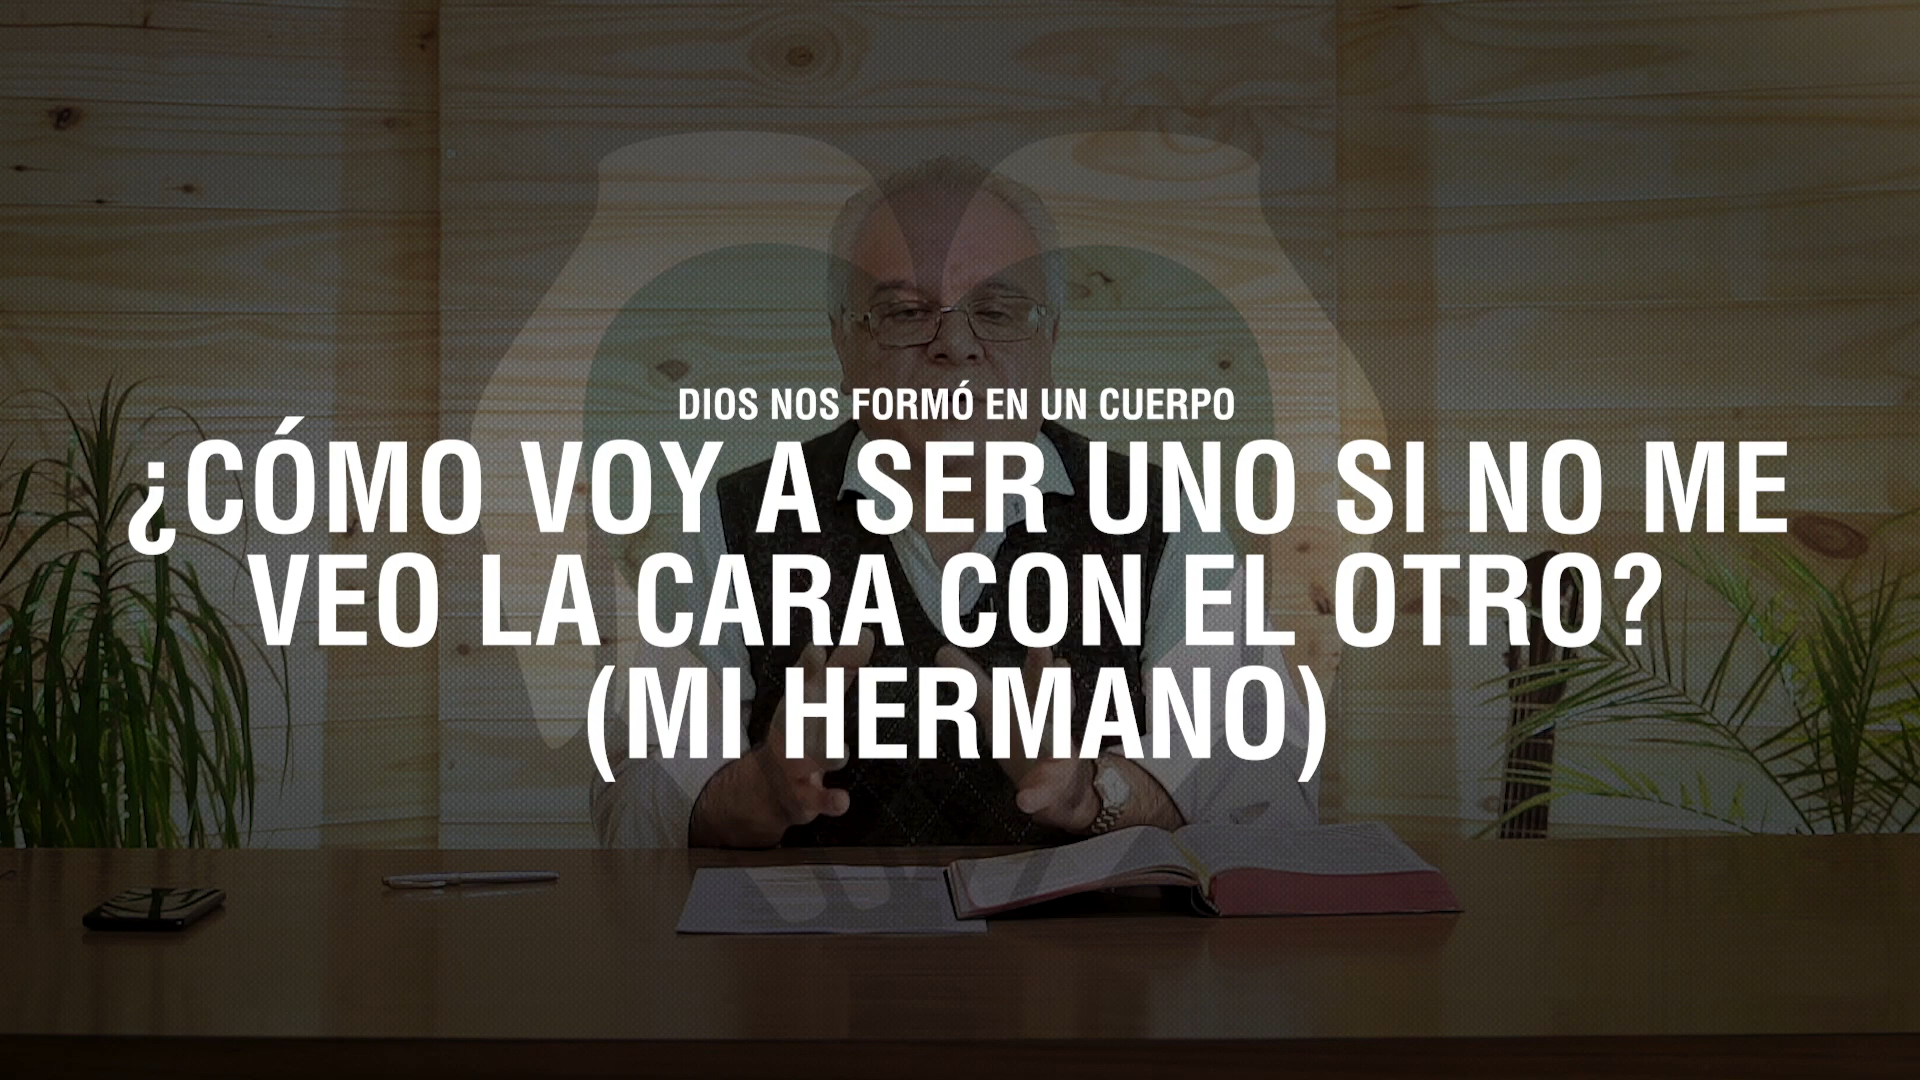 DIOS NOS FORMÓ EN UN CUERPO
¿CÓMO VOY A SER UNO SI NO ME
VEO LA CARA CON EL OTRO?
(MI HERMANO)